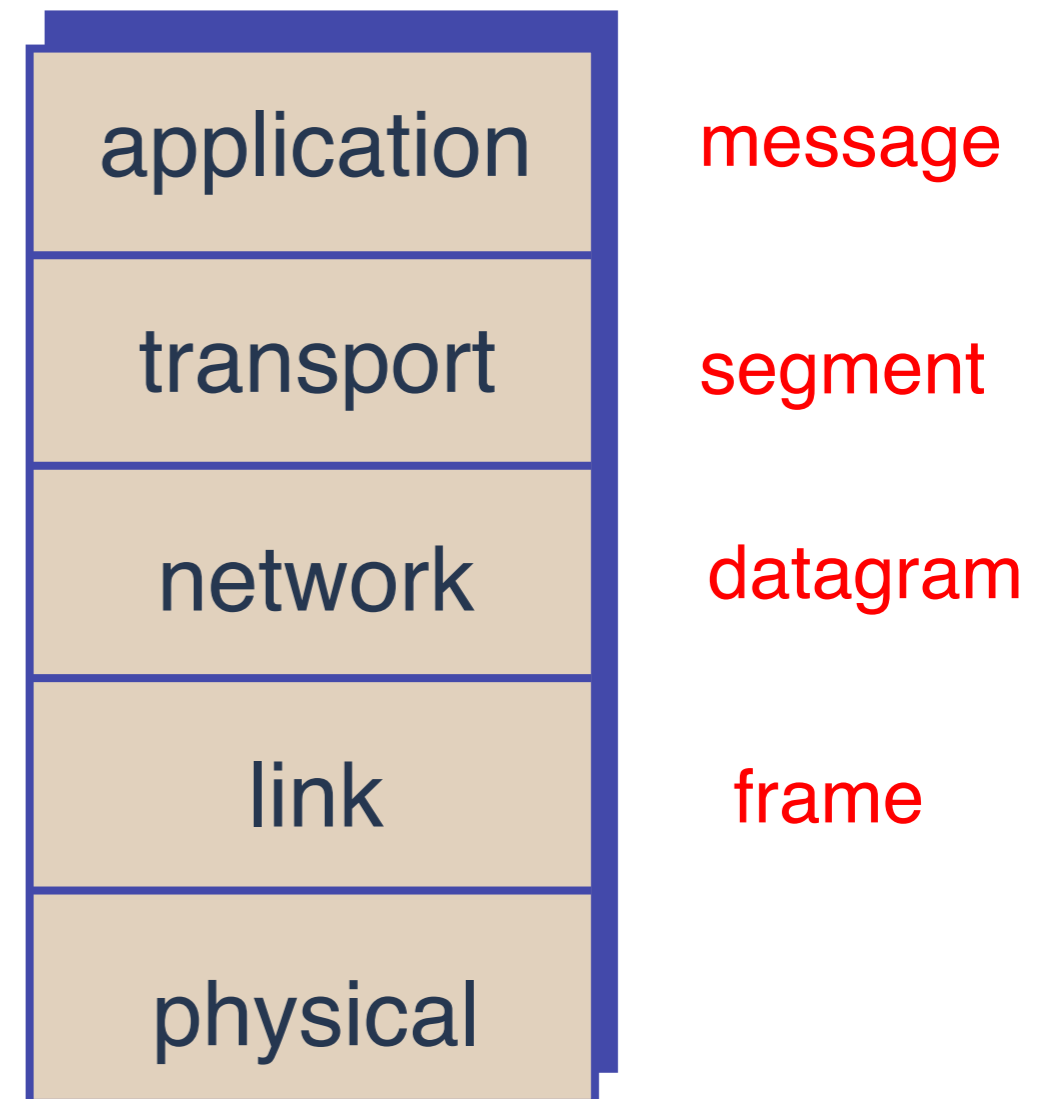 application message
transport segment
network datagram
link frame
physical